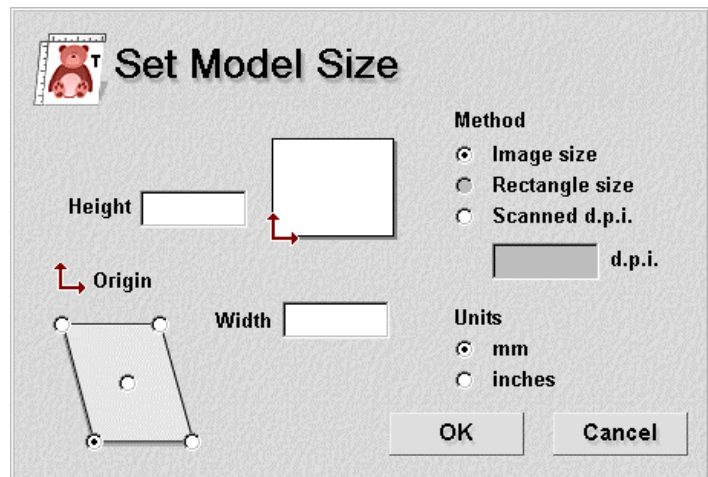 T
Set Model Size
Method
Image size
Rectangle size
Scanned d.p.i.
d.p.i.
Height
Origin
Width
Units
mm
inches
OK
Cancel